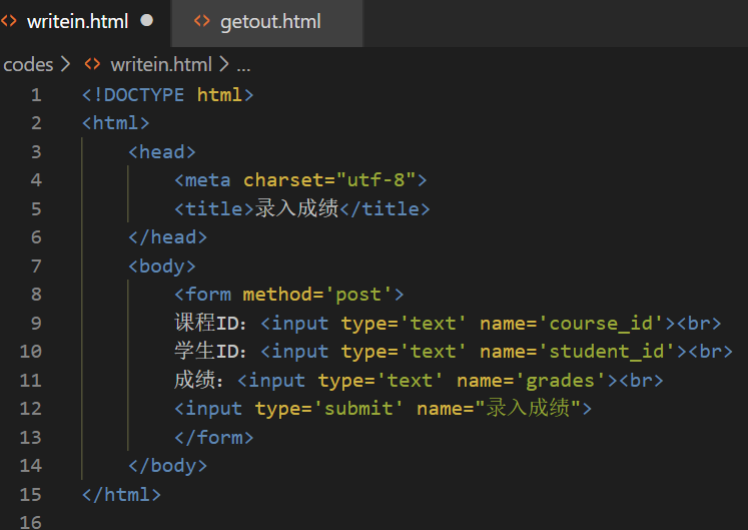 writein.html
getout.html
codes > writein.html > ...
1 <!DOCTYPE html>
2 <html>
3 <head>
4 <meta charset="utf-8">
5 <title>录入成绩</title>
6 </head>
7 <body>
8 <form method='post'>
9 课程ID：<input type='text' name='course_id'><br>
10 学生ID：<input type='text' name='student_id'><br>
11 成绩：<input type='text' name='grades'><br>
12 <input type='submit' name="录入成绩">
13 </form>
14 </body>
15 </html>
16